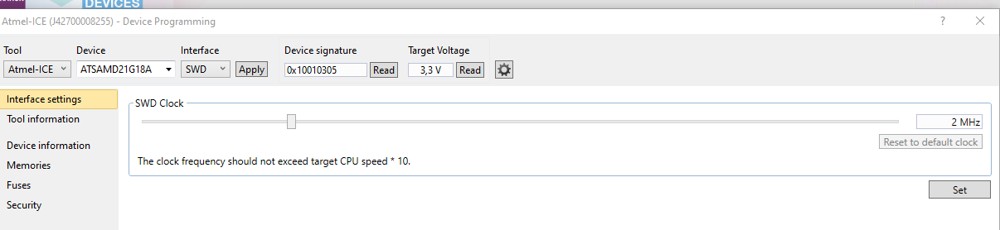 DEVICES
Atmel-ICE (J42700008255) - Device Programming
Tool Device Interface Device signature Target Voltage
Atmel-ICE ATSAMD21G18A SWD Apply 0x10010305 Read 3,3 V Read
Interface settings
SWD Clock
Tool information
2 MHz
Device information
Reset to default clock
Memories
The clock frequency should not exceed target CPU speed * 10.
Fuses
Set
Security